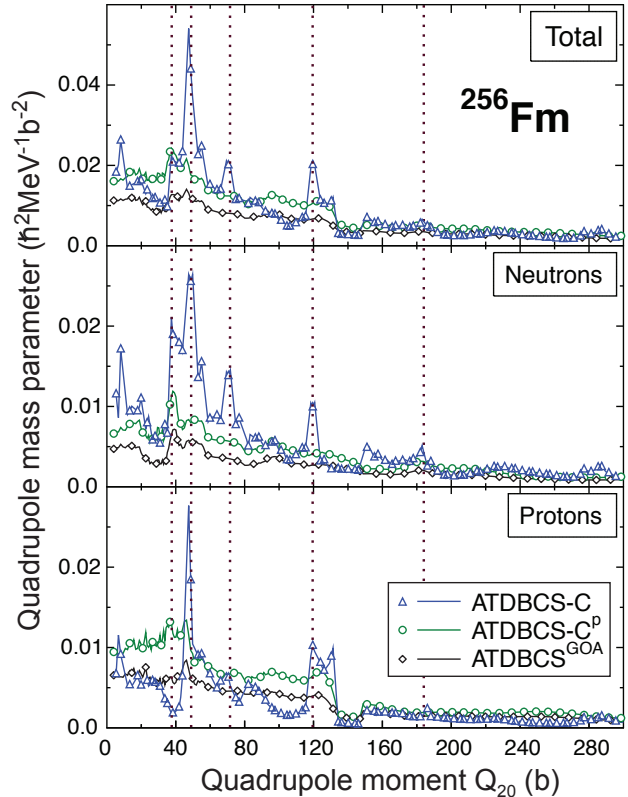 Total
²⁵⁶Fm
0.04
0.02
0.0
Neutrons
0.02
0.01
0.0
Protons
0.02
0.01
0.0
ATDBCS-C
ATDBCS-Cᵖ
ATDBCSᴳᴼᴬ
0 40 80 120 160 200 240 280
Quadrupole moment Q₂₀ (b)
Quadrupole mass parameter (ħ²MeV⁻¹b⁻²)